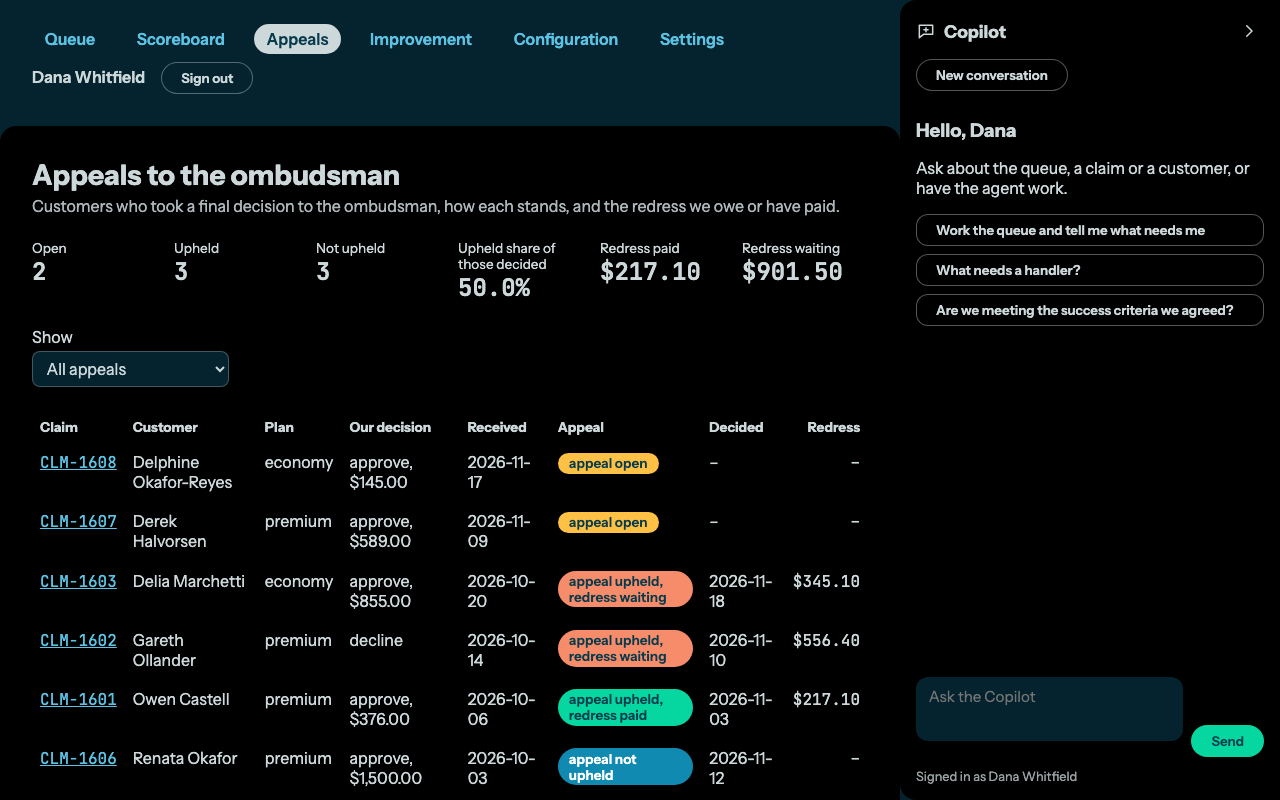 Queue Scoreboard Appeals Improvement Configuration Settings
Dana Whitfield Sign out
Appeals to the ombudsman
Customers who took a final decision to the ombudsman, how each stands, and the redress we owe or have paid.
Open
2
Upheld
3
Not upheld
3
Upheld share of
those decided
50.0%
Redress paid
$217.10
Redress waiting
$901.50
Show
All appeals
Claim Customer Plan Our decision Received Appeal Decided Redress
CLM-1608 Delphine economy approve, 2026-11- appeal open – –
Okafor-Reyes $145.00 17
CLM-1607 Derek premium approve, 2026-11- appeal open – –
Halvorsen $589.00 09
CLM-1603 Delia Marchetti economy approve, 2026-10- appeal upheld, 2026-11- $345.10
$855.00 20 redress waiting 18
CLM-1602 Gareth premium decline 2026-10- appeal upheld, 2026-11- $556.40
Ollander 14 redress waiting 10
CLM-1601 Owen Castell premium approve, 2026-10- appeal upheld, 2026-11- $217.10
$376.00 06 redress paid 03
CLM-1606 Renata Okafor premium approve, 2026-10- appeal not 2026-11- –
$1,500.00 03 upheld 12
Copilot
New conversation
Hello, Dana
Ask about the queue, a claim or a customer, or
have the agent work.
Work the queue and tell me what needs me
What needs a handler?
Are we meeting the success criteria we agreed?
Ask the Copilot
Send
Signed in as Dana Whitfield